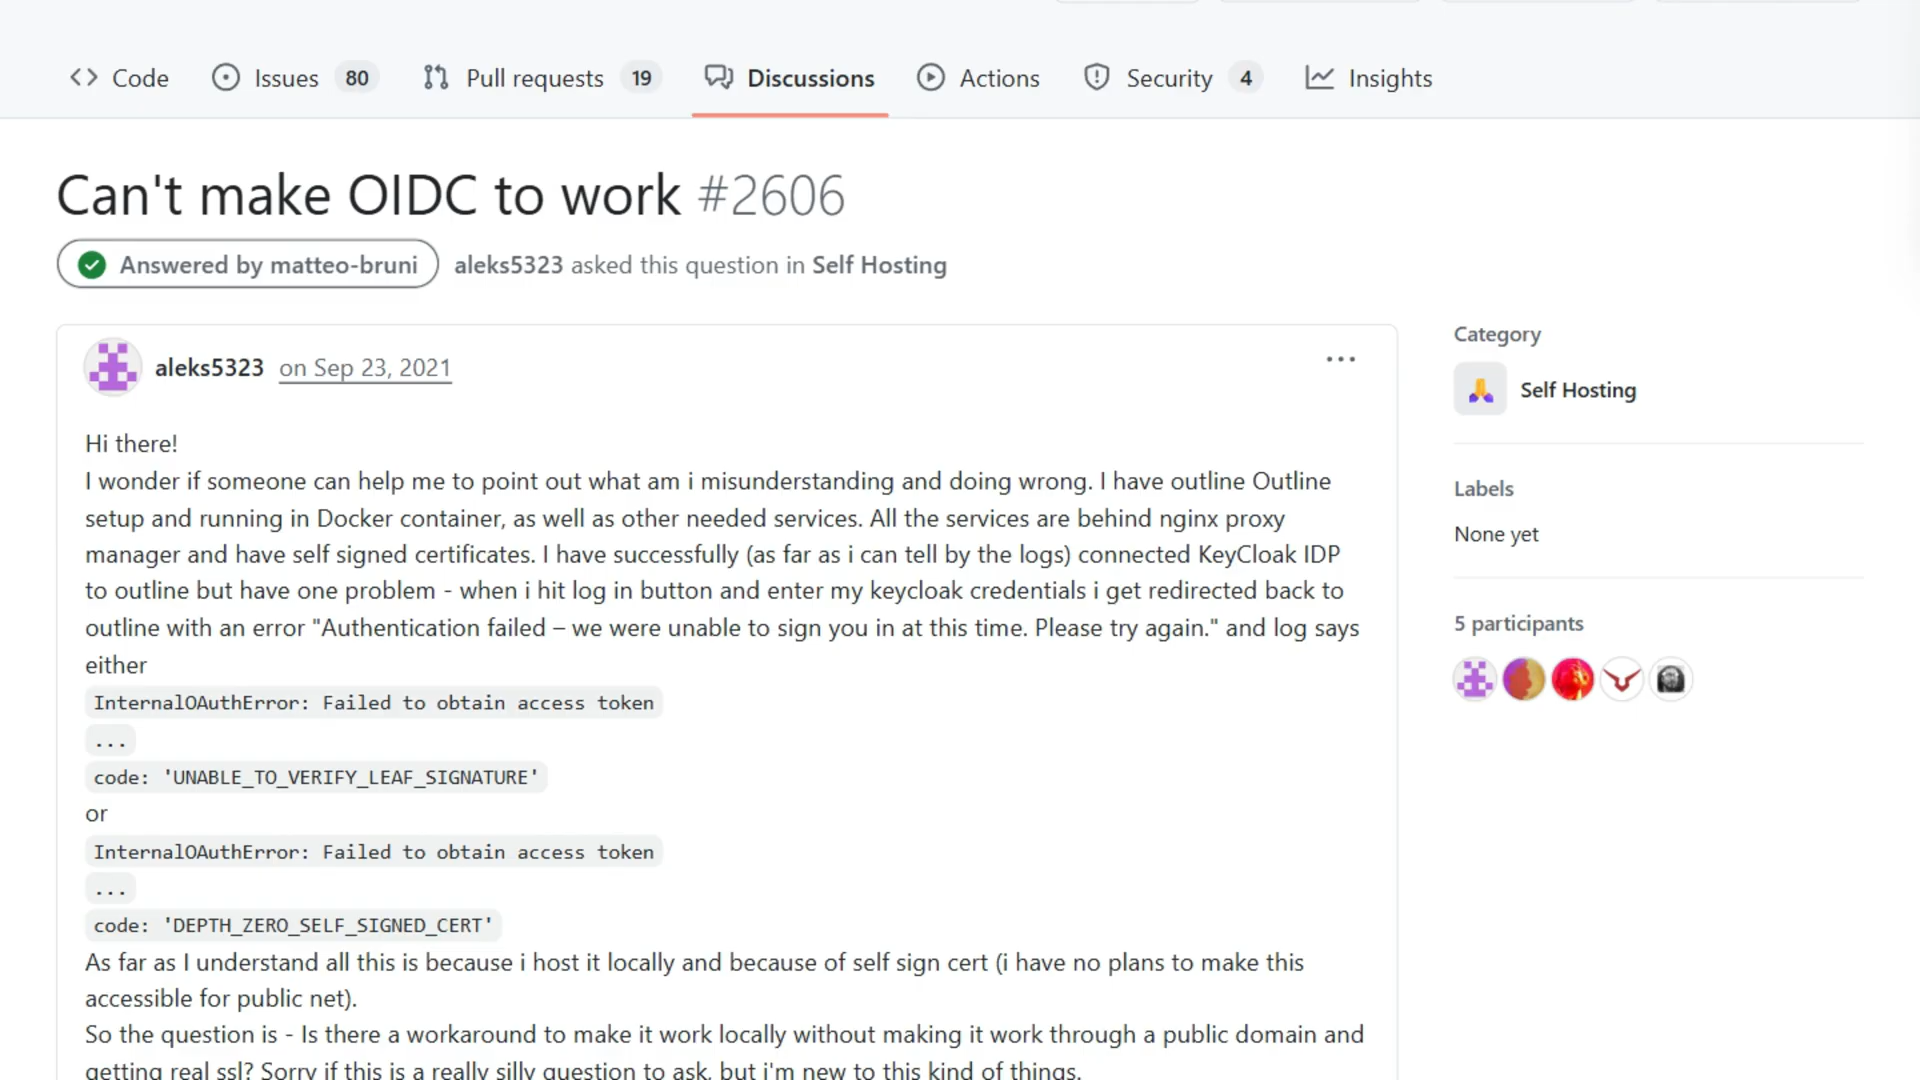 Code Issues 80 Pull requests 19 Discussions Actions Security 4 Insights
Can't make OIDC to work #2606
Answered by matteo-bruni aleks5323 asked this question in Self Hosting
aleks5323 on Sep 23, 2021
Hi there!
I wonder if someone can help me to point out what am i misunderstanding and doing wrong. I have outline Outline
setup and running in Docker container, as well as other needed services. All the services are behind nginx proxy
manager and have self signed certificates. I have successfully (as far as i can tell by the logs) connected KeyCloak IDP
to outline but have one problem - when i hit log in button and enter my keycloak credentials i get redirected back to
outline with an error "Authentication failed – we were unable to sign you in at this time. Please try again." and log says
either
InternalOAuthError: Failed to obtain access token
...
code: 'UNABLE_TO_VERIFY_LEAF_SIGNATURE'
or
InternalOAuthError: Failed to obtain access token
...
code: 'DEPTH_ZERO_SELF_SIGNED_CERT'
As far as I understand all this is because i host it locally and because of self sign cert (i have no plans to make this
accessible for public net).
So the question is - Is there a workaround to make it work locally without making it work through a public domain and
getting real ssl? Sorry if this is a really silly question to ask, but i'm new to this kind of things.
Category
Self Hosting
Labels
None yet
5 participants